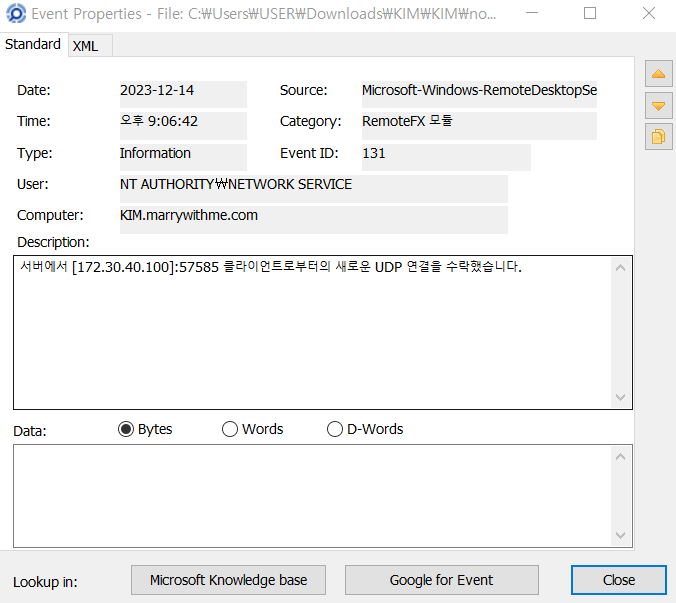 Event Properties - File: C:₩Users₩USER₩Downloads₩KIM₩KIM₩no...
Standard
XML
Date: 2023-12-14 Source: Microsoft-Windows-RemoteDesktopSe
Time: 오후 9:06:42 Category: RemoteFX 모듈
Type: Information Event ID: 131
User: NT AUTHORITY₩NETWORK SERVICE
Computer: KIM.marrywithme.com
Description:
서버에서 [172.30.40.100]:57585 클라이언트로부터의 새로운 UDP 연결을 수락했습니다.
Data: Bytes Words D-Words
Lookup in: Microsoft Knowledge base Google for Event Close